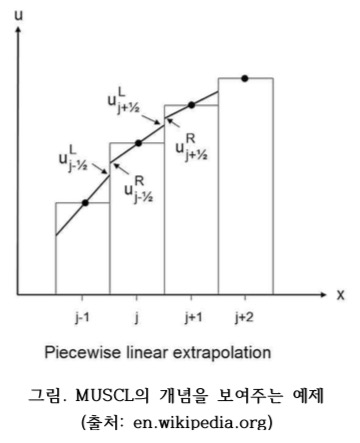 u
u^L_{j+½}
u^L_{j-½}
u^R_{j+½}
u^R_{j-½}
x
j-1 j j+1 j+2
Piecewise linear extrapolation
그림. MUSCL의 개념을 보여주는 예제
(출처: en.wikipedia.org)